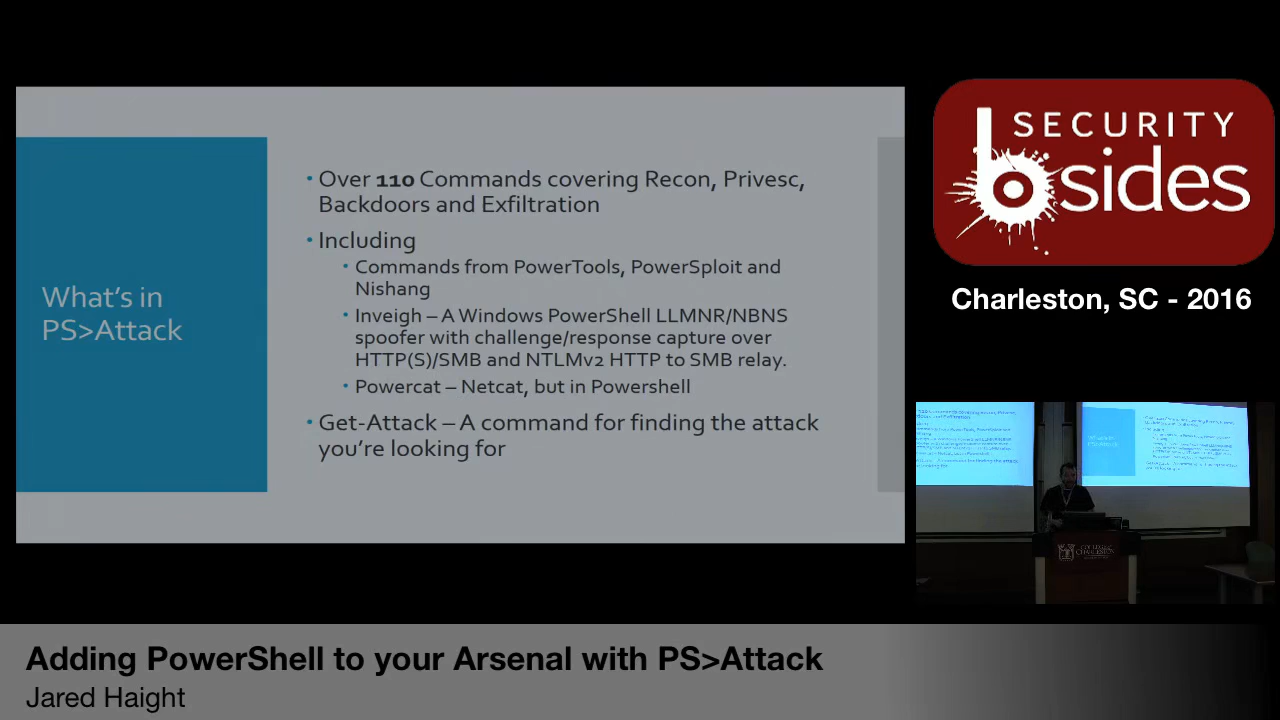 What's in
PS>Attack
• Over 110 Commands covering Recon, Privesc,
Backdoors and Exfiltration
• Including
• Commands from PowerTools, PowerSploit and
Nishang
• Inveigh – A Windows PowerShell LLMNR/NBNS
spoofer with challenge/response capture over
HTTP(S)/SMB and NTLMv2 HTTP to SMB relay.
• Powercat – Netcat, but in Powershell
• Get-Attack – A command for finding the attack
you're looking for
SECURITY
bsides
Charleston, SC - 2016
Adding PowerShell to your Arsenal with PS>Attack
Jared Haight